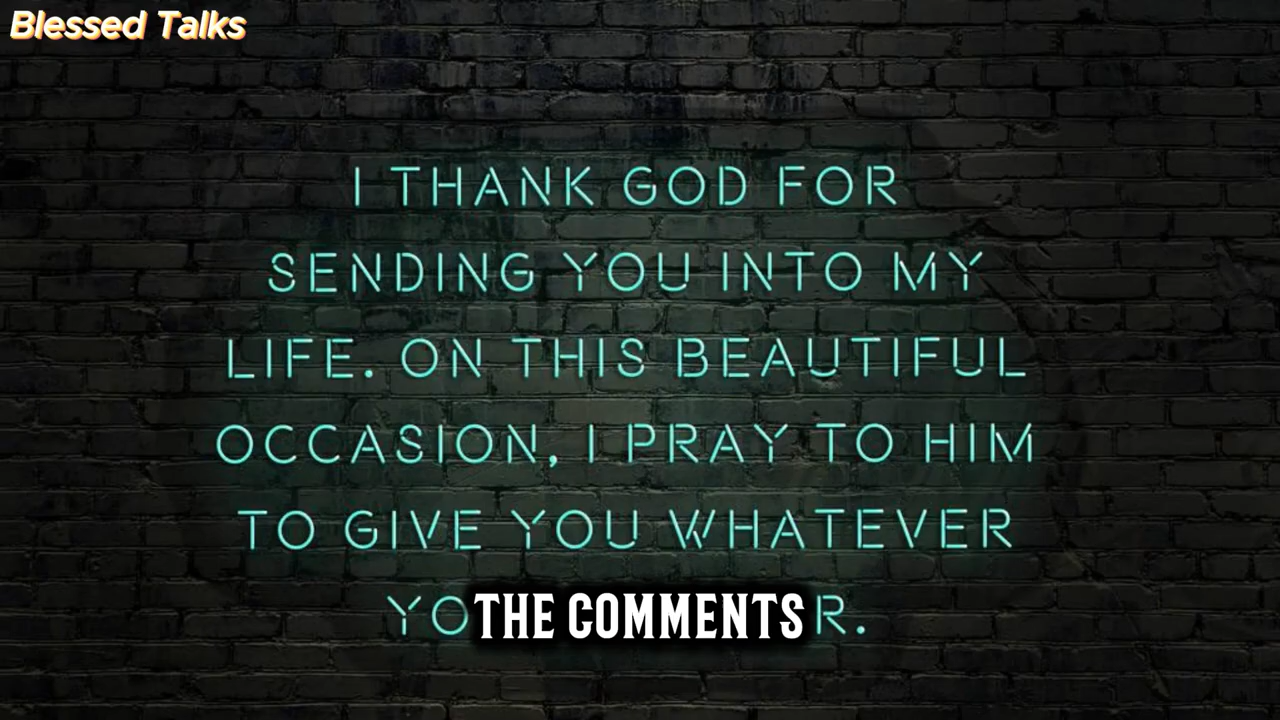 Blessed Talks
I THANK GOD FOR
SENDING YOU INTO MY
LIFE. ON THIS BEAUTIFUL
OCCASION, I PRAY TO HIM
TO GIVE YOU WHATEVER
THE COMMENTS